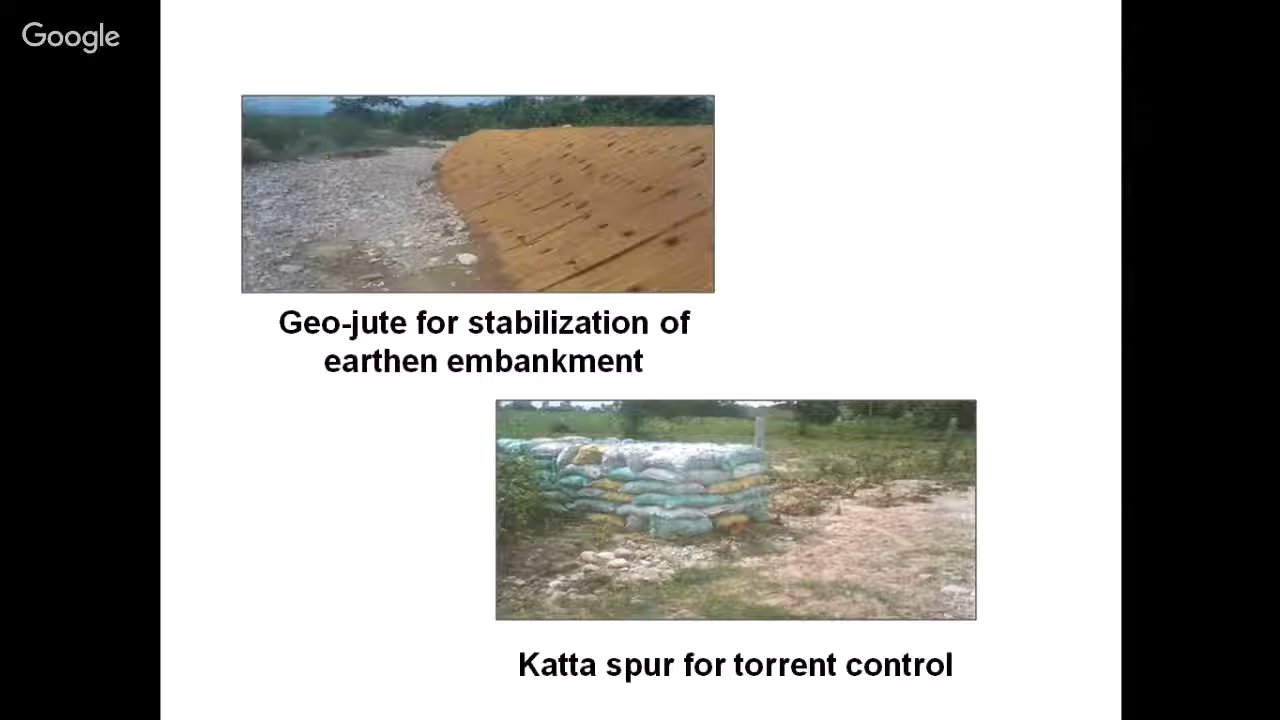 Google
Geo-jute for stabilization of
earthen embankment
Katta spur for torrent control